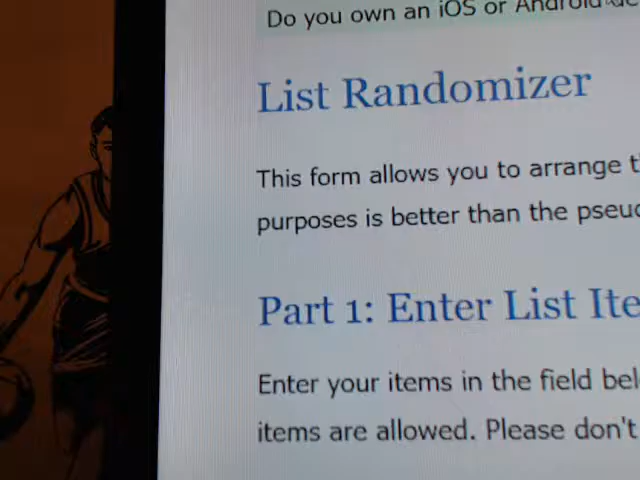 Do you own an iOS or Android
List Randomizer
This form allows you to arrange
purposes is better than the
Part 1: Enter List
Enter your items in the field
items are allowed. Please don't